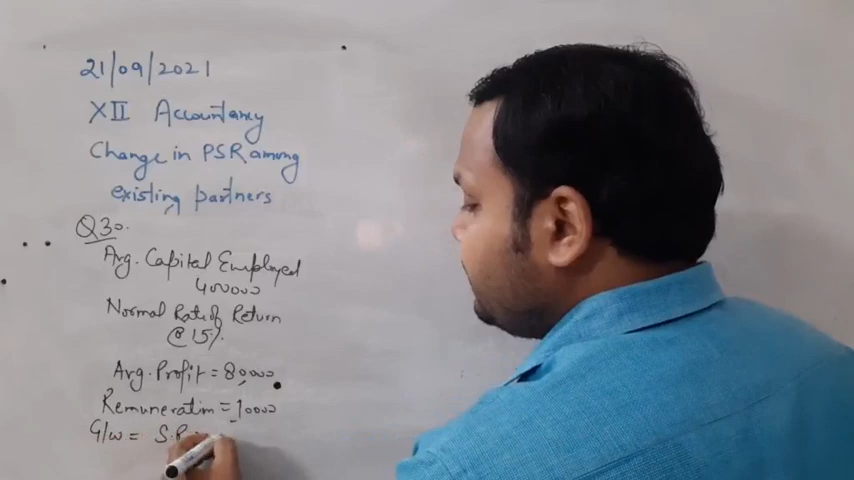 21/09/2021
XII Accountancy
Change in PSR among
existing partners
Q30.
Avg. Capital Employed
400000
Normal Rate of Return
@ 15%
Avg. Profit = 80,000
Remuneration = 10000
G/w = S.P